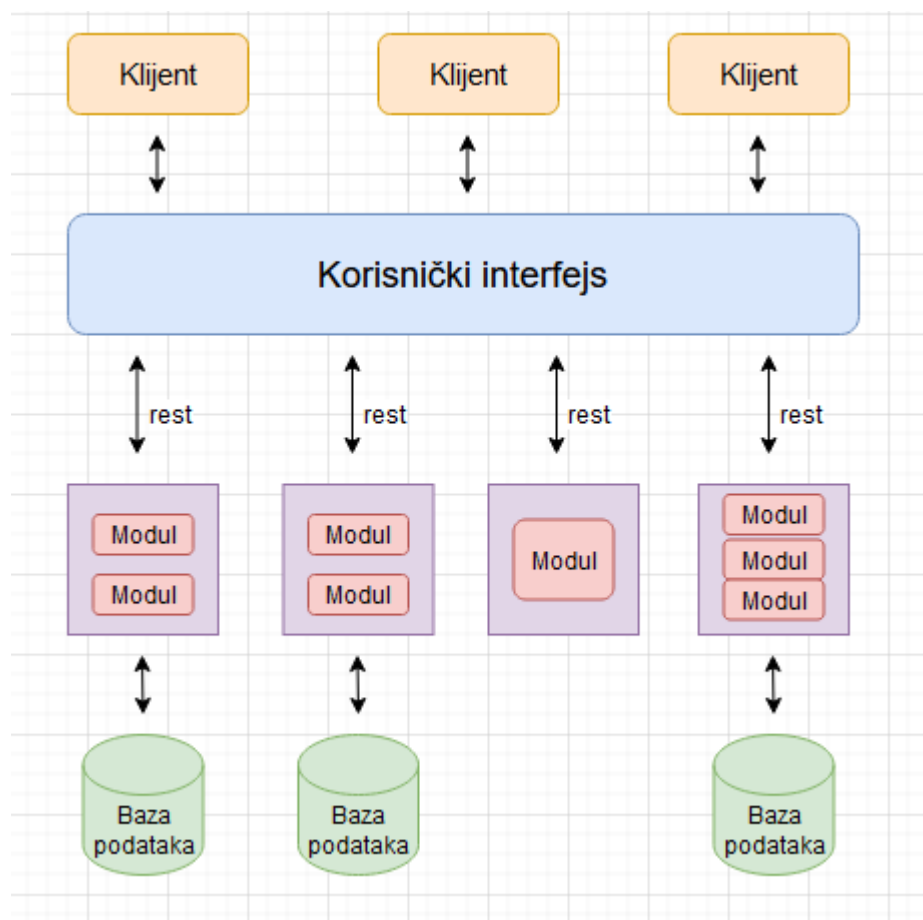 Klijent
Klijent
Klijent
Korisnički interfejs
rest
rest
rest
rest
Modul
Modul
Modul
Modul
Modul
Modul
Modul
Modul
Baza
podataka
Baza
podataka
Baza
podataka